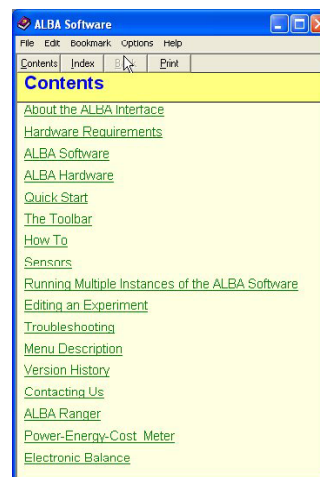 ALBA Software
File Edit Bookmark Options Help
Contents Index Print
Contents
About the ALBA Interface
Hardware Requirements
ALBA Software
ALBA Hardware
Quick Start
The Toolbar
How To
Sensors
Running Multiple Instances of the ALBA Software
Editing an Experiment
Troubleshooting
Menu Description
Version History
Contacting Us
ALBA Ranger
Power-Energy-Cost Meter
Electronic Balance